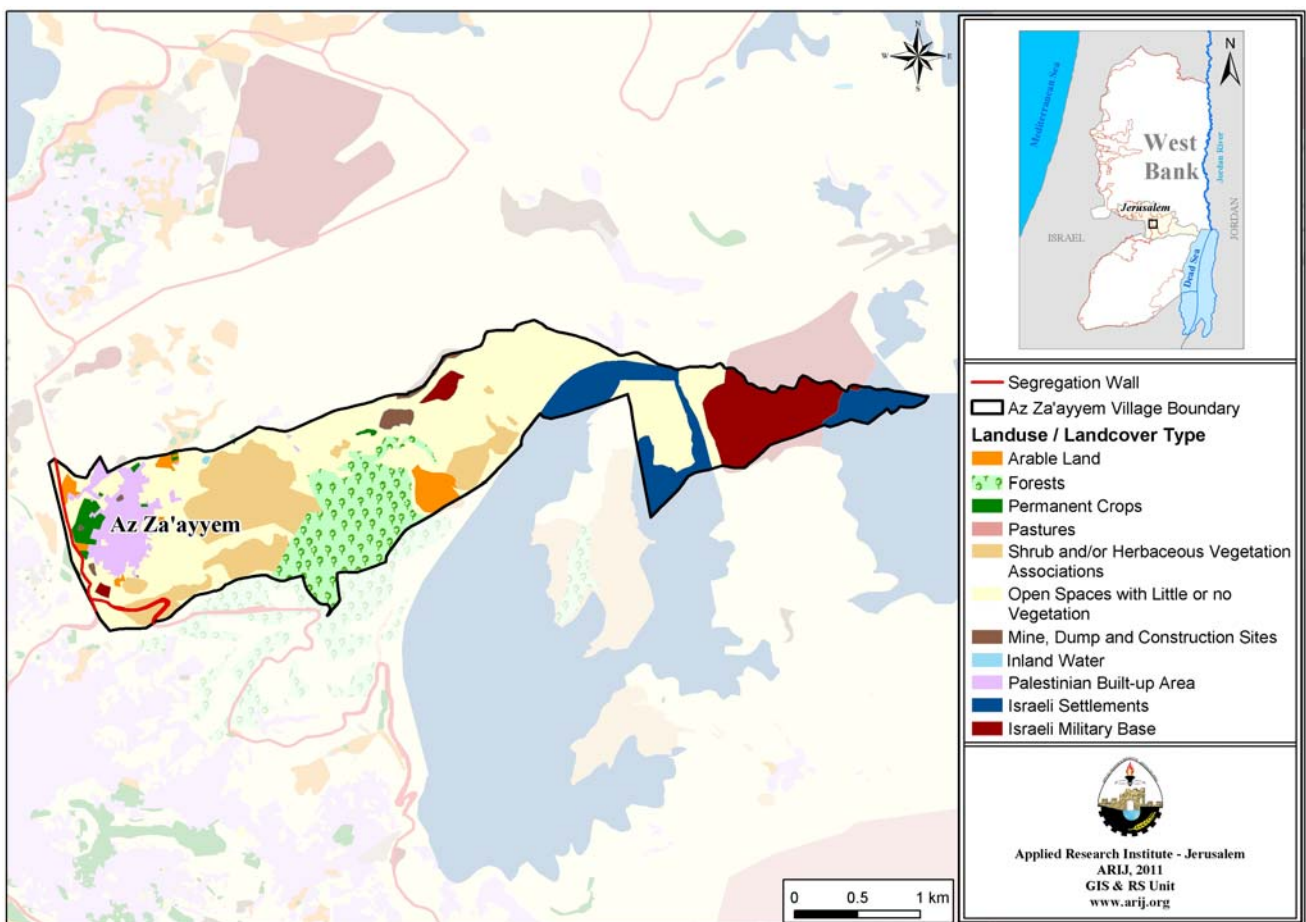 N
W
E
S
Az Za'ayyem
0 0.5 1 km
N
Mediterranean Sea
West
Bank
Jordan River
Jerusalem
ISRAEL
JORDAN
Dead Sea
Segregation Wall
Az Za'ayyem Village Boundary
Landuse / Landcover Type
Arable Land
Forests
Permanent Crops
Pastures
Shrub and/or Herbaceous Vegetation
Associations
Open Spaces with Little or no
Vegetation
Mine, Dump and Construction Sites
Inland Water
Palestinian Built-up Area
Israeli Settlements
Israeli Military Base
Applied Research Institute - Jerusalem
ARIJ, 2011
GIS & RS Unit
www.arij.org